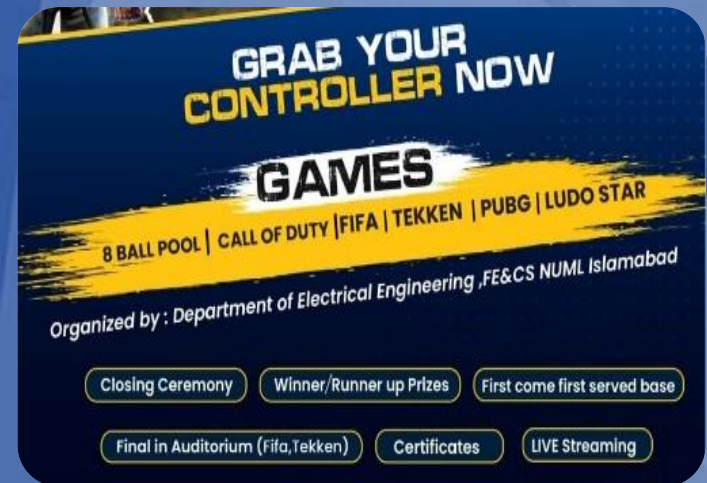 GRAB YOUR
CONTROLLER NOW
GAMES
8 BALL POOL | CALL OF DUTY |FIFA | TEKKEN | PUBG | LUDO STAR
Organized by : Department of Electrical Engineering ,FE&CS NUML Islamabad
Closing Ceremony
Winner/Runner up Prizes
First come first served base
Final in Auditorium (Fifa,Tekken)
Certificates
LIVE Streaming